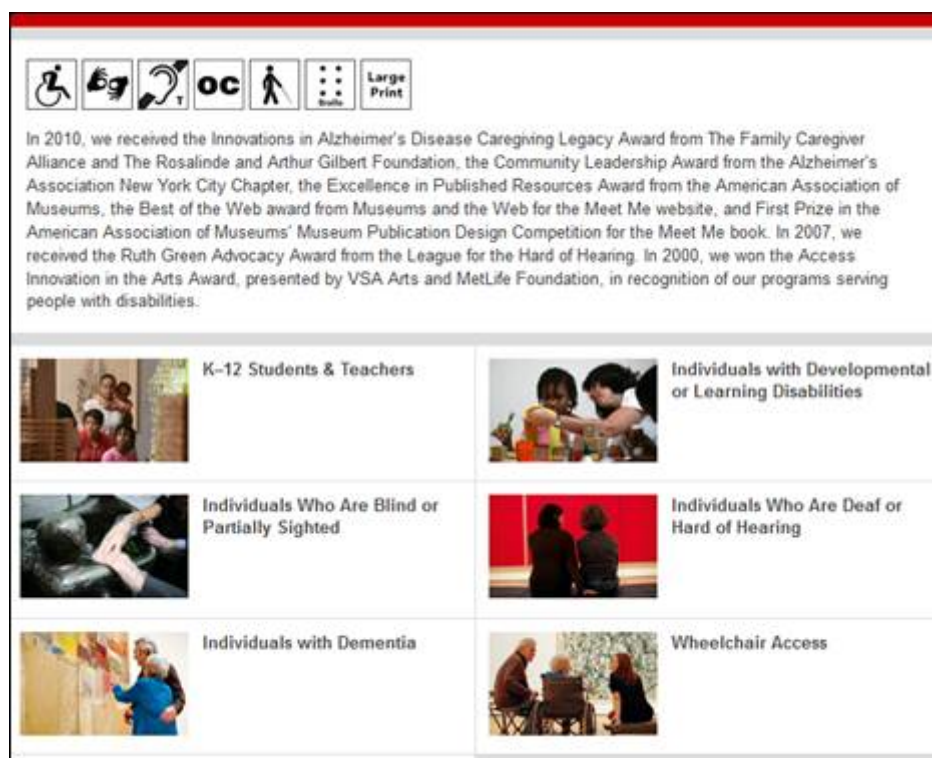 T
OC
Braille
Large
Print
In 2010, we received the Innovations in Alzheimer's Disease Caregiving Legacy Award from The Family Caregiver
Alliance and The Rosalinde and Arthur Gilbert Foundation, the Community Leadership Award from the Alzheimer's
Association New York City Chapter, the Excellence in Published Resources Award from the American Association of
Museums, the Best of the Web award from Museums and the Web for the Meet Me website, and First Prize in the
American Association of Museums' Museum Publication Design Competition for the Meet Me book. In 2007, we
received the Ruth Green Advocacy Award from the League for the Hard of Hearing. In 2000, we won the Access
Innovation in the Arts Award, presented by VSA Arts and MetLife Foundation, in recognition of our programs serving
people with disabilities.
K–12 Students & Teachers
Individuals with Developmental
or Learning Disabilities
Individuals Who Are Blind or
Partially Sighted
Individuals Who Are Deaf or
Hard of Hearing
Individuals with Dementia
Wheelchair Access